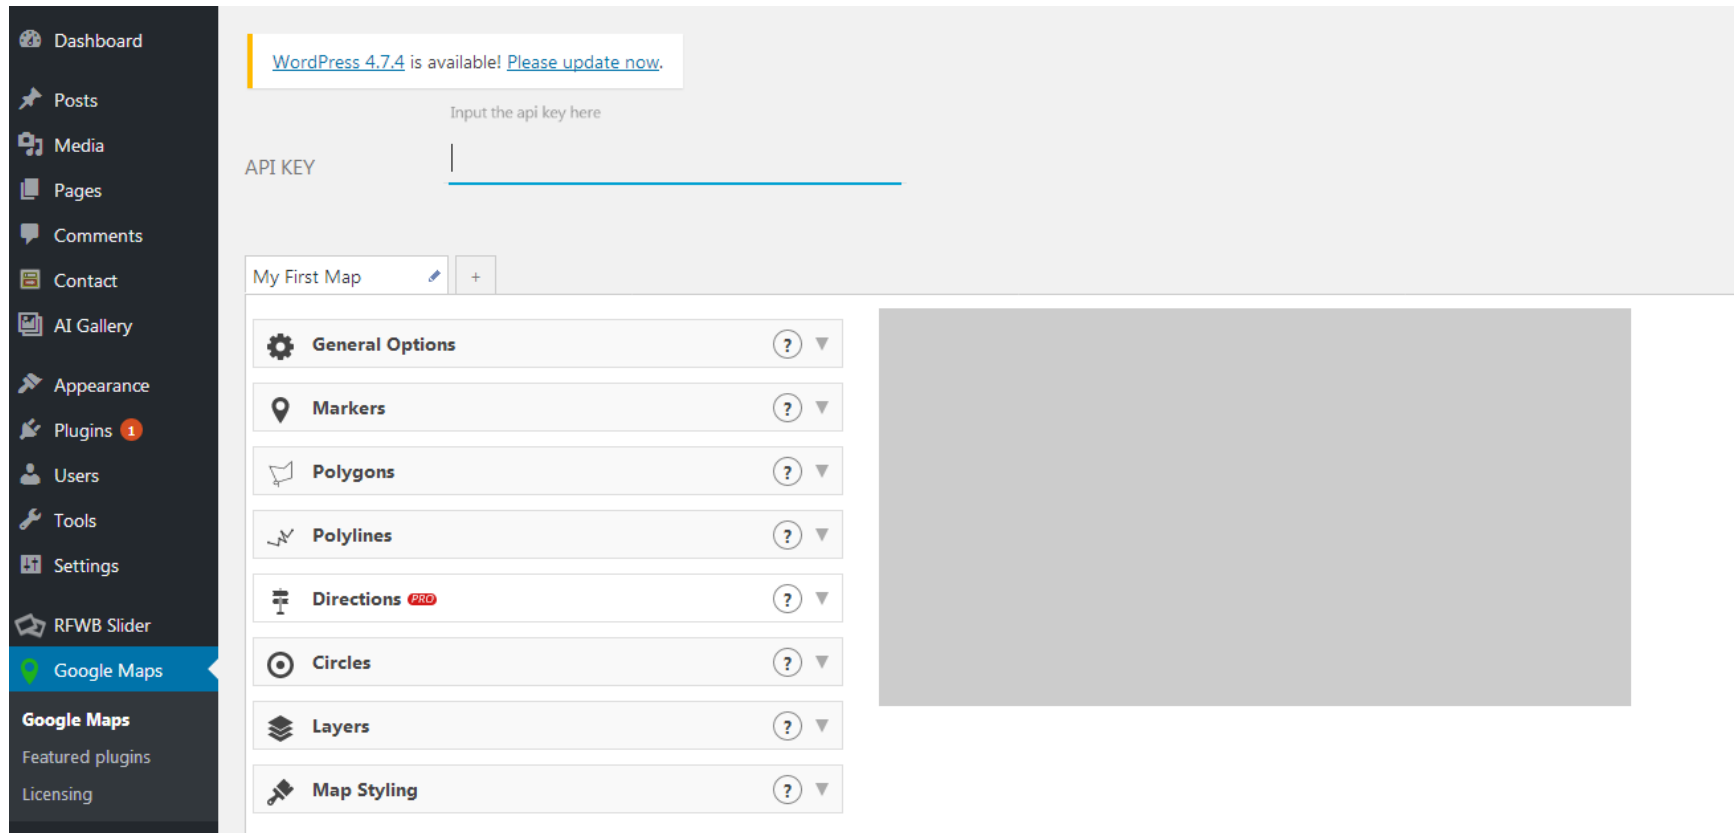 Dashboard
Posts
Media
Pages
Comments
Contact
AI Gallery
Appearance
Plugins 1
Users
Tools
Settings
RFWB Slider
Google Maps
Google Maps
Featured plugins
Licensing
WordPress 4.7.4 is available! Please update now.
Input the api key here
API KEY
My First Map
+
General Options ?
Markers ?
Polygons ?
Polylines ?
Directions PRO ?
Circles ?
Layers ?
Map Styling ?